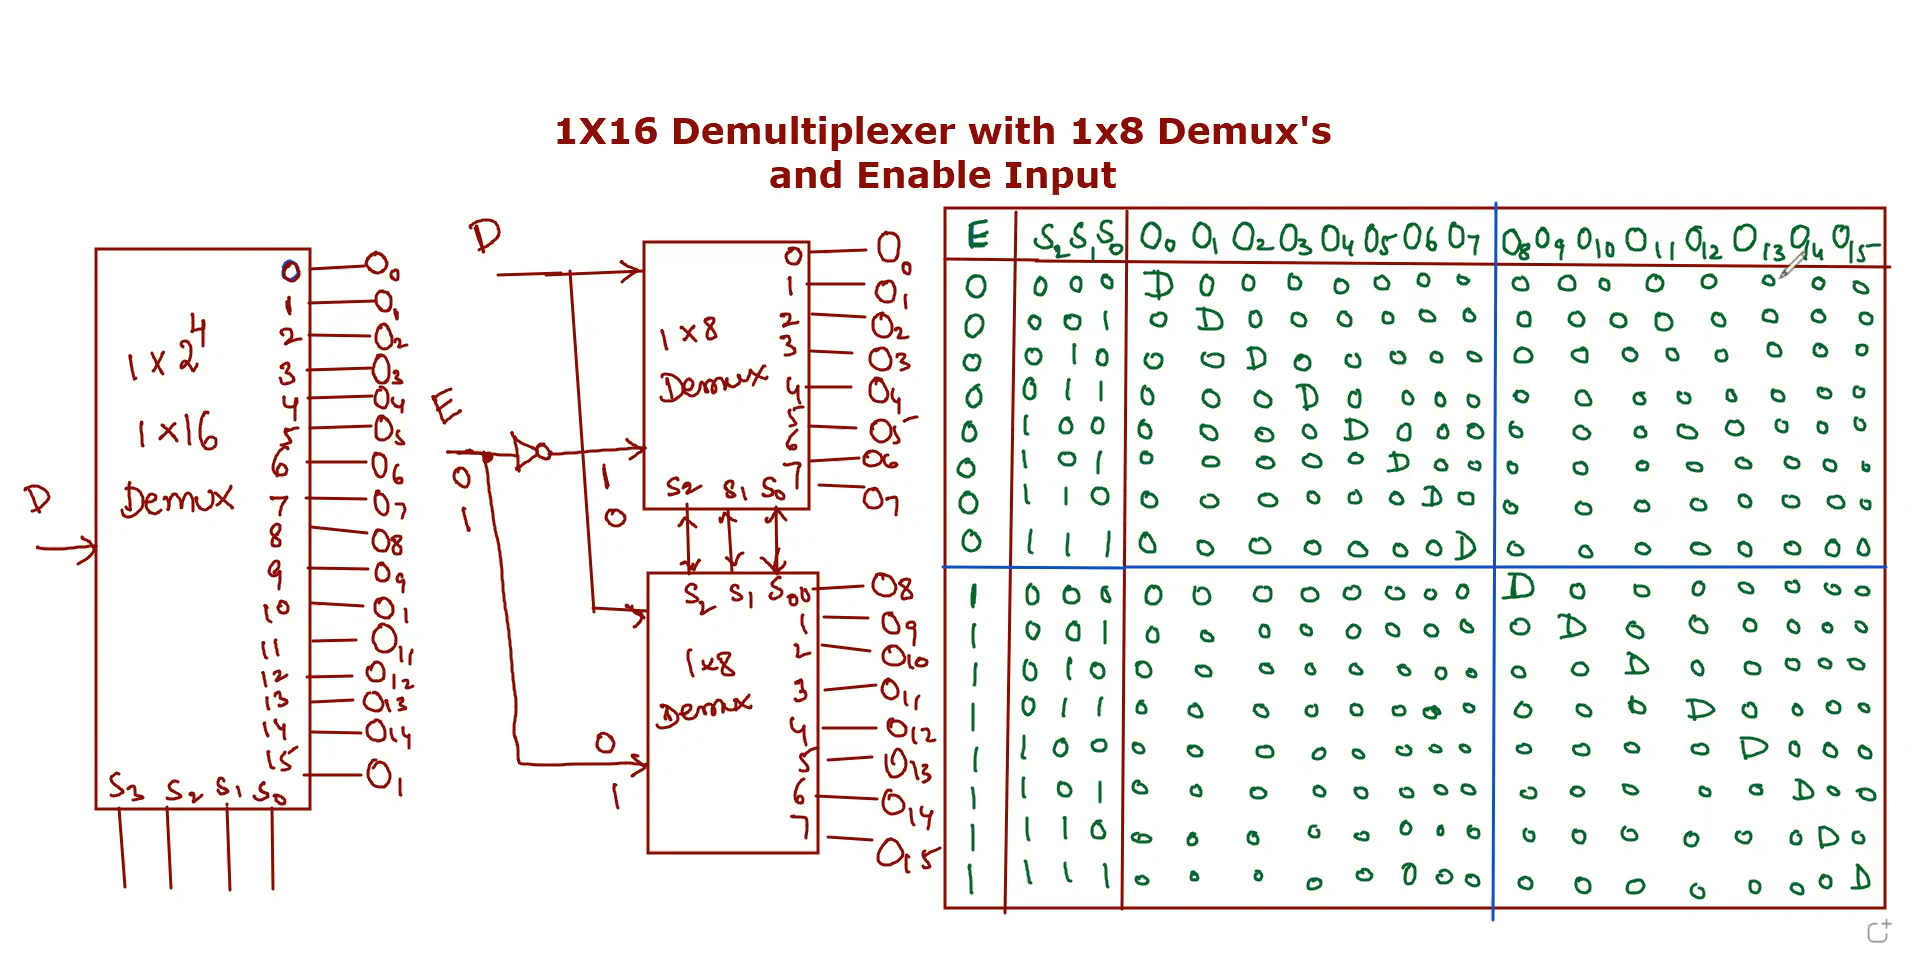 1X16 Demultiplexer with 1x8 Demux's
and Enable Input
D
1 x 2⁴
1 x 16
Demux
0 O₀
1 O₁
2 O₂
3 O₃
4 O₄
5 O₅
6 O₆
7 O₇
8 O₈
9 O₉
10 O₁
11 O₁₁
12 O₁₂
13 O₁₃
14 O₁₄
15 O₁
S₃ S₂ S₁ S₀
D
E
0
1
1
0
1 x 8
Demux
0 O₀
1 O₁
2 O₂
3 O₃
4 O₄
5 O₅
6 O₆
7 O₇
S₂ S₁ S₀
S₂ S₁ S₀
0
1
1x8
Demux
0 O₈
1 O₉
2 O₁₀
3 O₁₁
4 O₁₂
5 O₁₃
6 O₁₄
7 O₁₅
E S₂ S₁ S₀ O₀ O₁ O₂ O₃ O₄ O₅ O₆ O₇ O₈ O₉ O₁₀ O₁₁ O₁₂ O₁₃ O₁₄ O₁₅
0 0 0 0 D 0 0 0 0 0 0 0 0 0 0 0 0 0 0 0
0 0 0 1 0 D 0 0 0 0 0 0 0 0 0 0 0 0 0 0
0 0 1 0 0 0 D 0 0 0 0 0 0 0 0 0 0 0 0 0
0 0 1 1 0 0 0 D 0 0 0 0 0 0 0 0 0 0 0 0
0 1 0 0 0 0 0 0 D 0 0 0 0 0 0 0 0 0 0 0
0 1 0 1 0 0 0 0 0 D 0 0 0 0 0 0 0 0 0 0
0 1 1 0 0 0 0 0 0 0 D 0 0 0 0 0 0 0 0 0
0 1 1 1 0 0 0 0 0 0 0 D 0 0 0 0 0 0 0 0
1 0 0 0 0 0 0 0 0 0 0 0 D 0 0 0 0 0 0 0
1 0 0 1 0 0 0 0 0 0 0 0 0 D 0 0 0 0 0 0
1 0 1 0 0 0 0 0 0 0 0 0 0 0 D 0 0 0 0 0
1 0 1 1 0 0 0 0 0 0 0 0 0 0 0 D 0 0 0 0
1 1 0 0 0 0 0 0 0 0 0 0 0 0 0 0 D 0 0 0
1 1 0 1 0 0 0 0 0 0 0 0 0 0 0 0 0 D 0 0
1 1 1 0 0 0 0 0 0 0 0 0 0 0 0 0 0 0 D 0
1 1 1 1 0 0 0 0 0 0 0 0 0 0 0 0 0 0 0 D